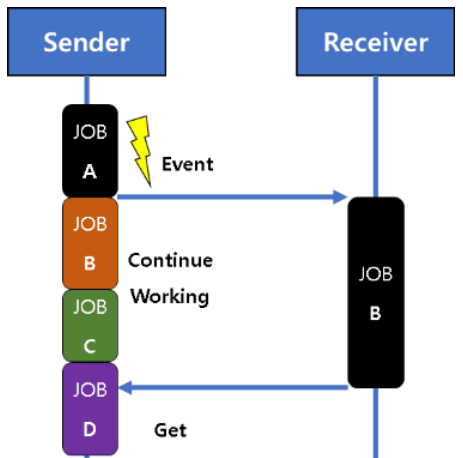 Sender
Receiver
JOB
A
Event
JOB
B
Continue
Working
JOB
B
JOB
C
JOB
D
Get